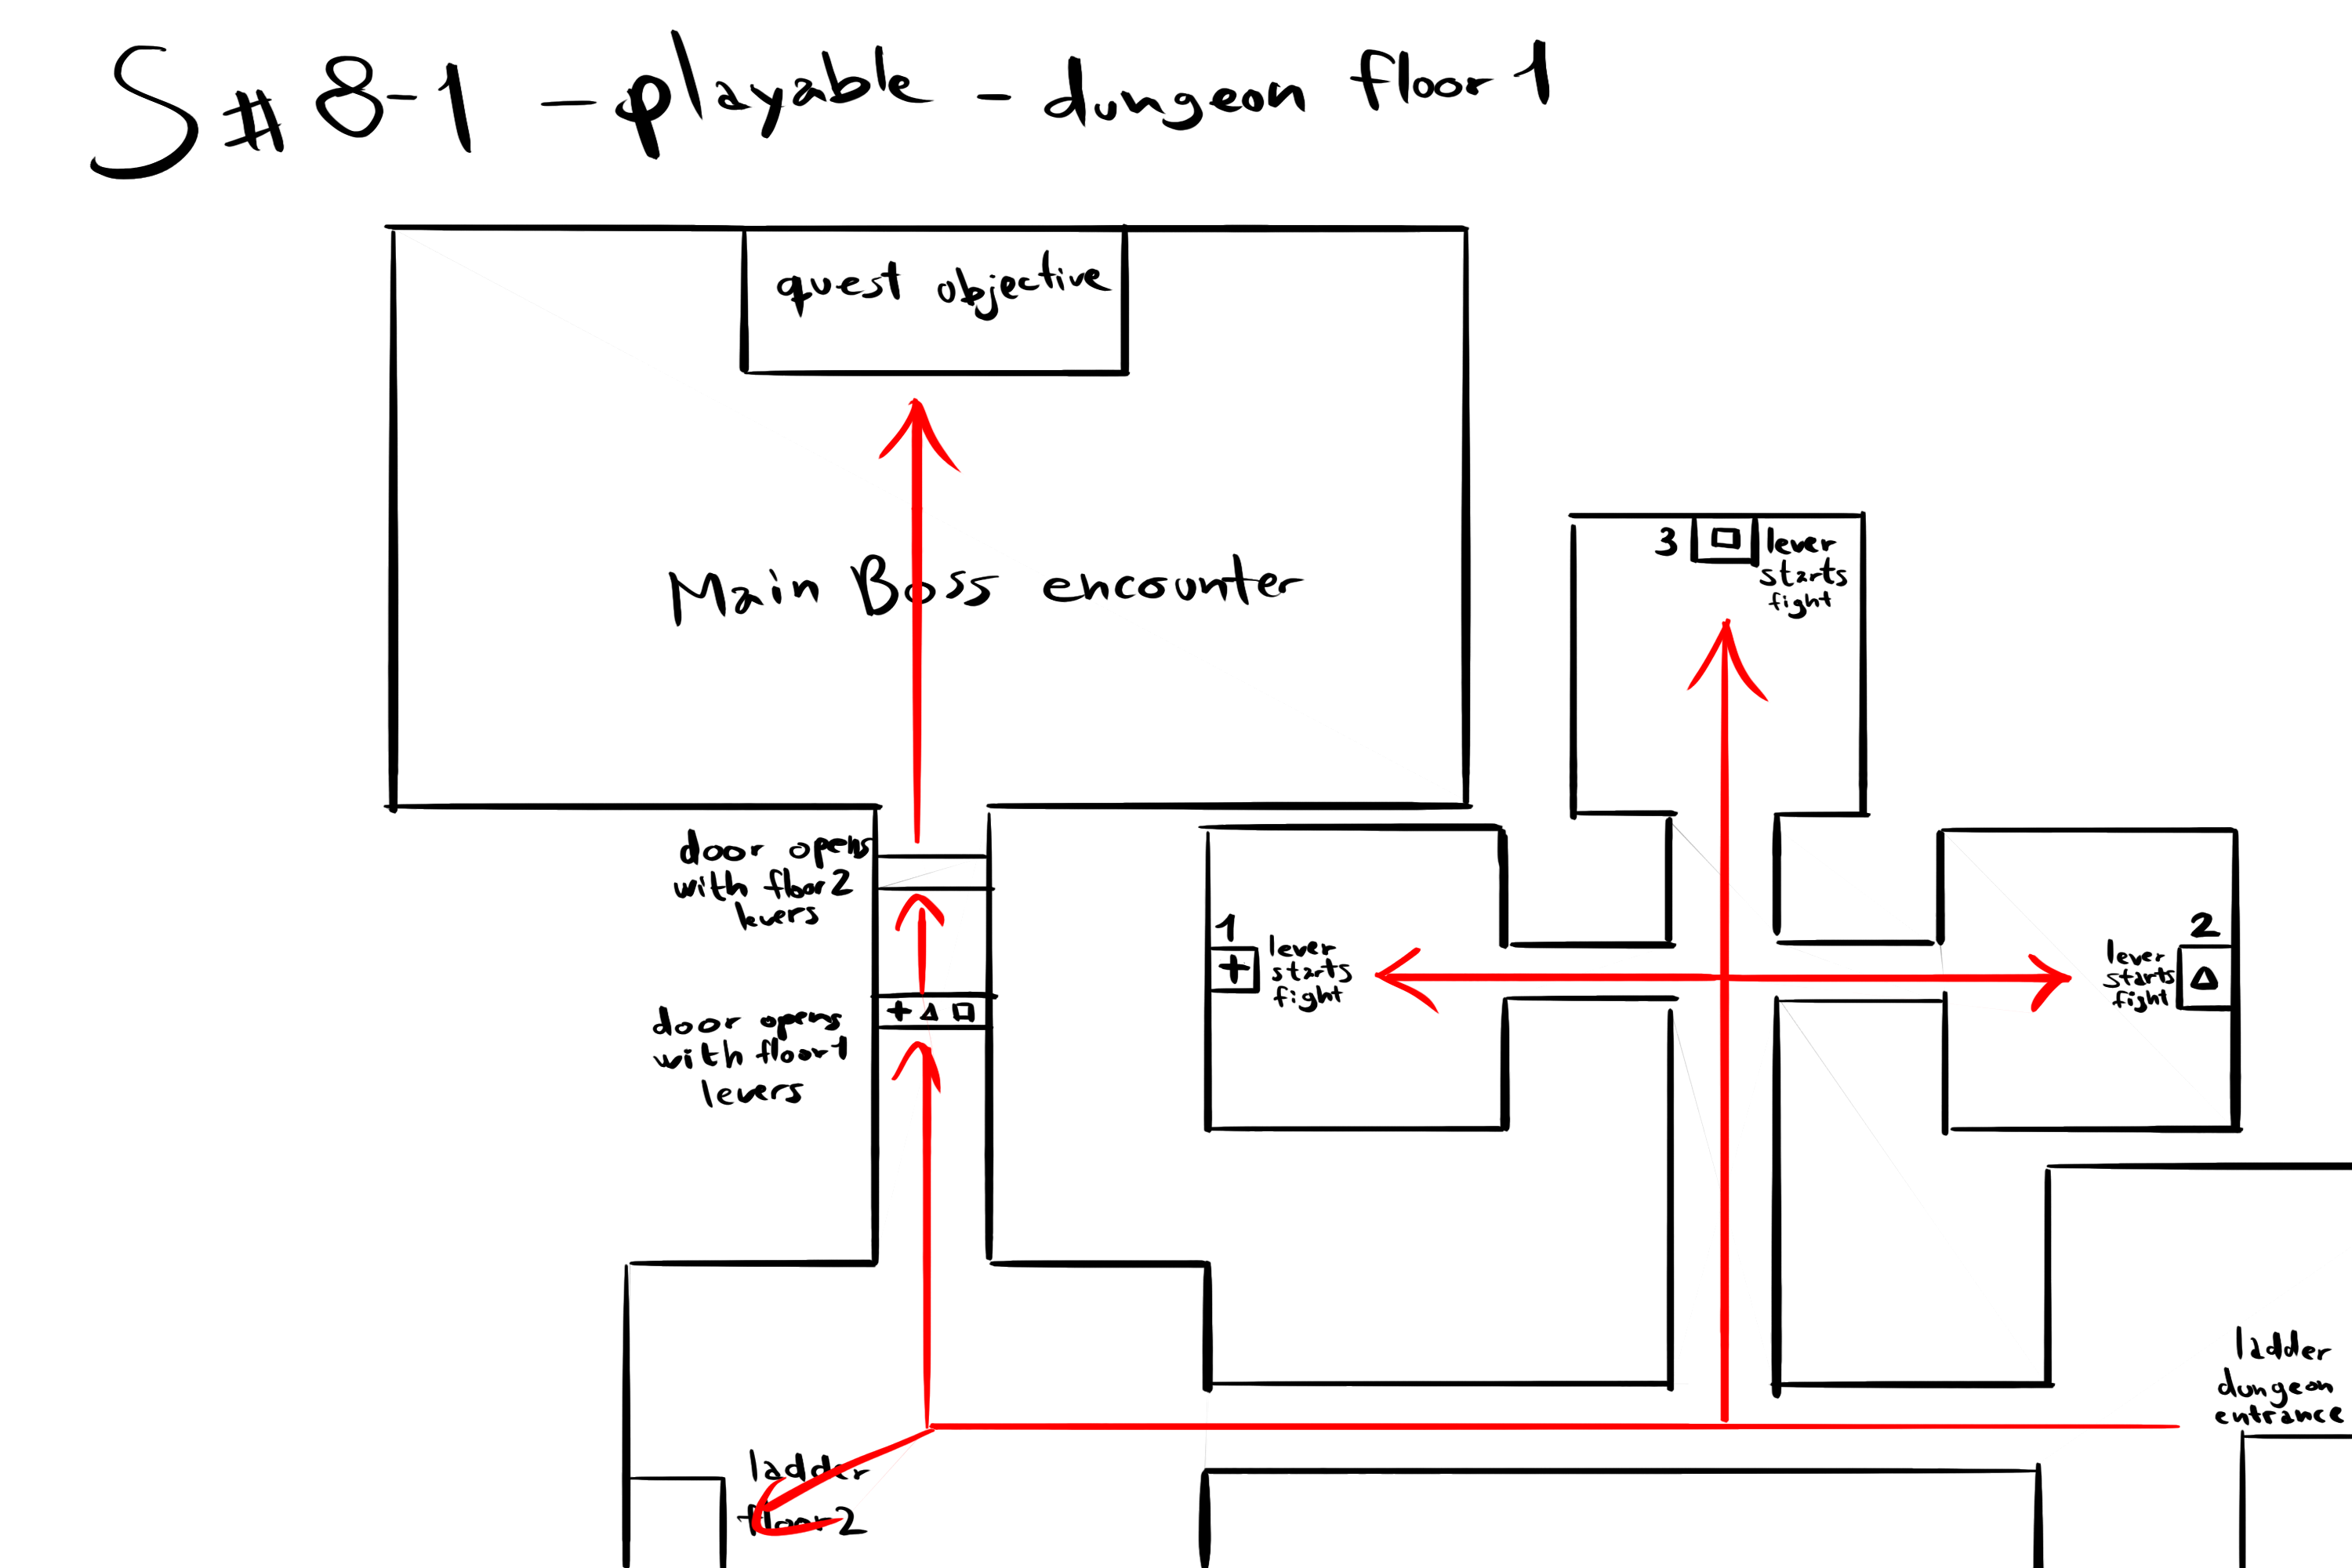 S# 8-1 - playable - dungeon floor 1
quest objective
Main Boss encounter
3
lever
starts
fight
door opens
with floor 2
levers
1
+
lever
starts
fight
2
lever
starts
fight
△
+ △ □
door opens
with floor 1
levers
ladder
dungeon
entrance
ladder
floor 2